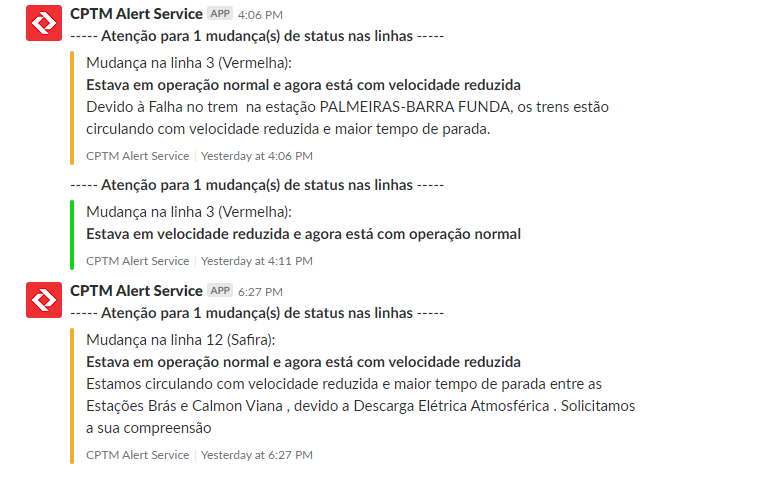 CPTM Alert Service APP 4:06 PM
----- Atenção para 1 mudança(s) de status nas linhas -----
Mudança na linha 3 (Vermelha):
Estava em operação normal e agora está com velocidade reduzida
Devido à Falha no trem na estação PALMEIRAS-BARRA FUNDA, os trens estão
circulando com velocidade reduzida e maior tempo de parada.
CPTM Alert Service | Yesterday at 4:06 PM
----- Atenção para 1 mudança(s) de status nas linhas -----
Mudança na linha 3 (Vermelha):
Estava em velocidade reduzida e agora está com operação normal
CPTM Alert Service | Yesterday at 4:11 PM
CPTM Alert Service APP 6:27 PM
----- Atenção para 1 mudança(s) de status nas linhas -----
Mudança na linha 12 (Safira):
Estava em operação normal e agora está com velocidade reduzida
Estamos circulando com velocidade reduzida e maior tempo de parada entre as
Estações Brás e Calmon Viana , devido a Descarga Elétrica Atmosférica . Solicitamos
a sua compreensão
CPTM Alert Service | Yesterday at 6:27 PM